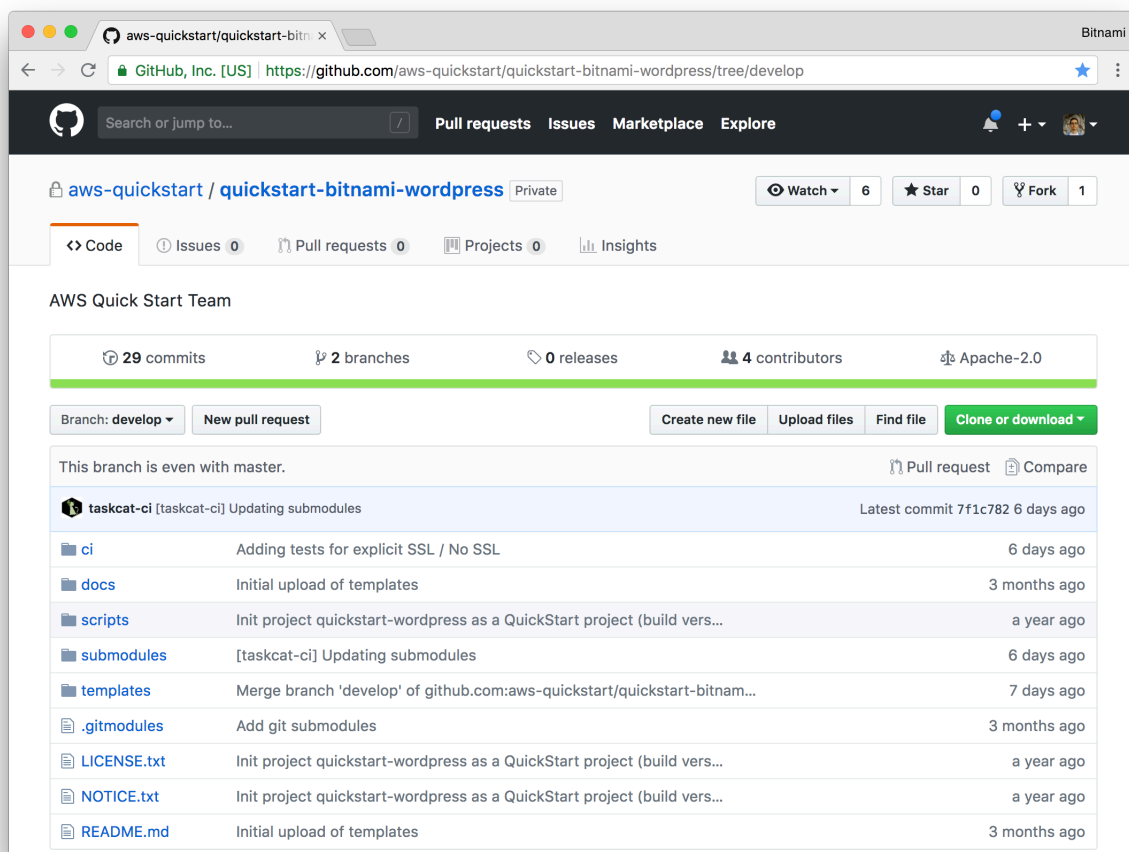 aws-quickstart/quickstart-bitn
Bitnami
GitHub, Inc. [US] https://github.com/aws-quickstart/quickstart-bitnami-wordpress/tree/develop
Search or jump to... / Pull requests Issues Marketplace Explore
aws-quickstart / quickstart-bitnami-wordpress Private Watch 6 Star 0 Fork 1
Code Issues 0 Pull requests 0 Projects 0 Insights
AWS Quick Start Team
29 commits 2 branches 0 releases 4 contributors Apache-2.0
Branch: develop New pull request Create new file Upload files Find file Clone or download
This branch is even with master. Pull request Compare
taskcat-ci [taskcat-ci] Updating submodules Latest commit 7f1c782 6 days ago
ci Adding tests for explicit SSL / No SSL 6 days ago
docs Initial upload of templates 3 months ago
scripts Init project quickstart-wordpress as a QuickStart project (build vers... a year ago
submodules [taskcat-ci] Updating submodules 6 days ago
templates Merge branch 'develop' of github.com:aws-quickstart/quickstart-bitnam... 7 days ago
.gitmodules Add git submodules 3 months ago
LICENSE.txt Init project quickstart-wordpress as a QuickStart project (build vers... a year ago
NOTICE.txt Init project quickstart-wordpress as a QuickStart project (build vers... a year ago
README.md Initial upload of templates 3 months ago